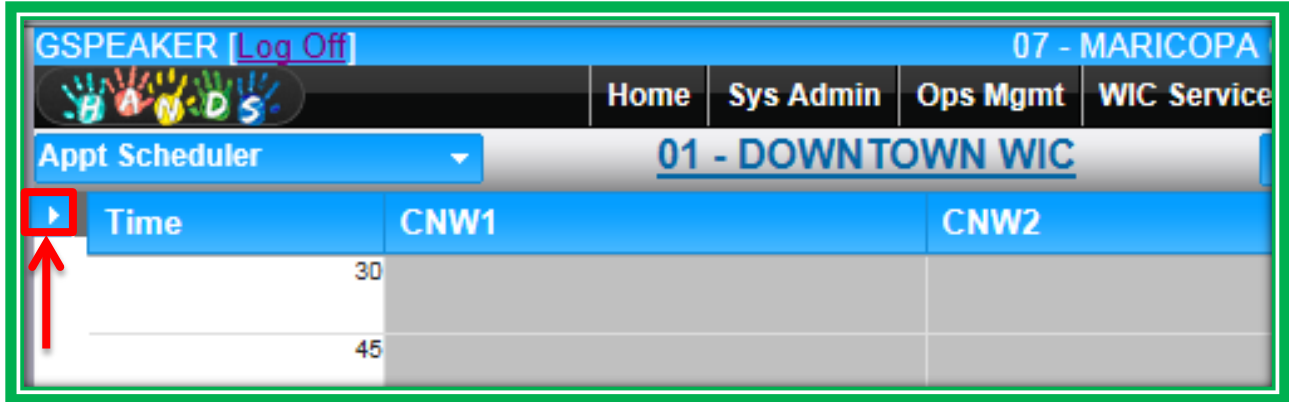 GSPEAKER [Log Off] 07 - MARICOPA
HANDS Home Sys Admin Ops Mgmt WIC Service
Appt Scheduler 01 - DOWNTOWN WIC
Time CNW1 CNW2
30
45